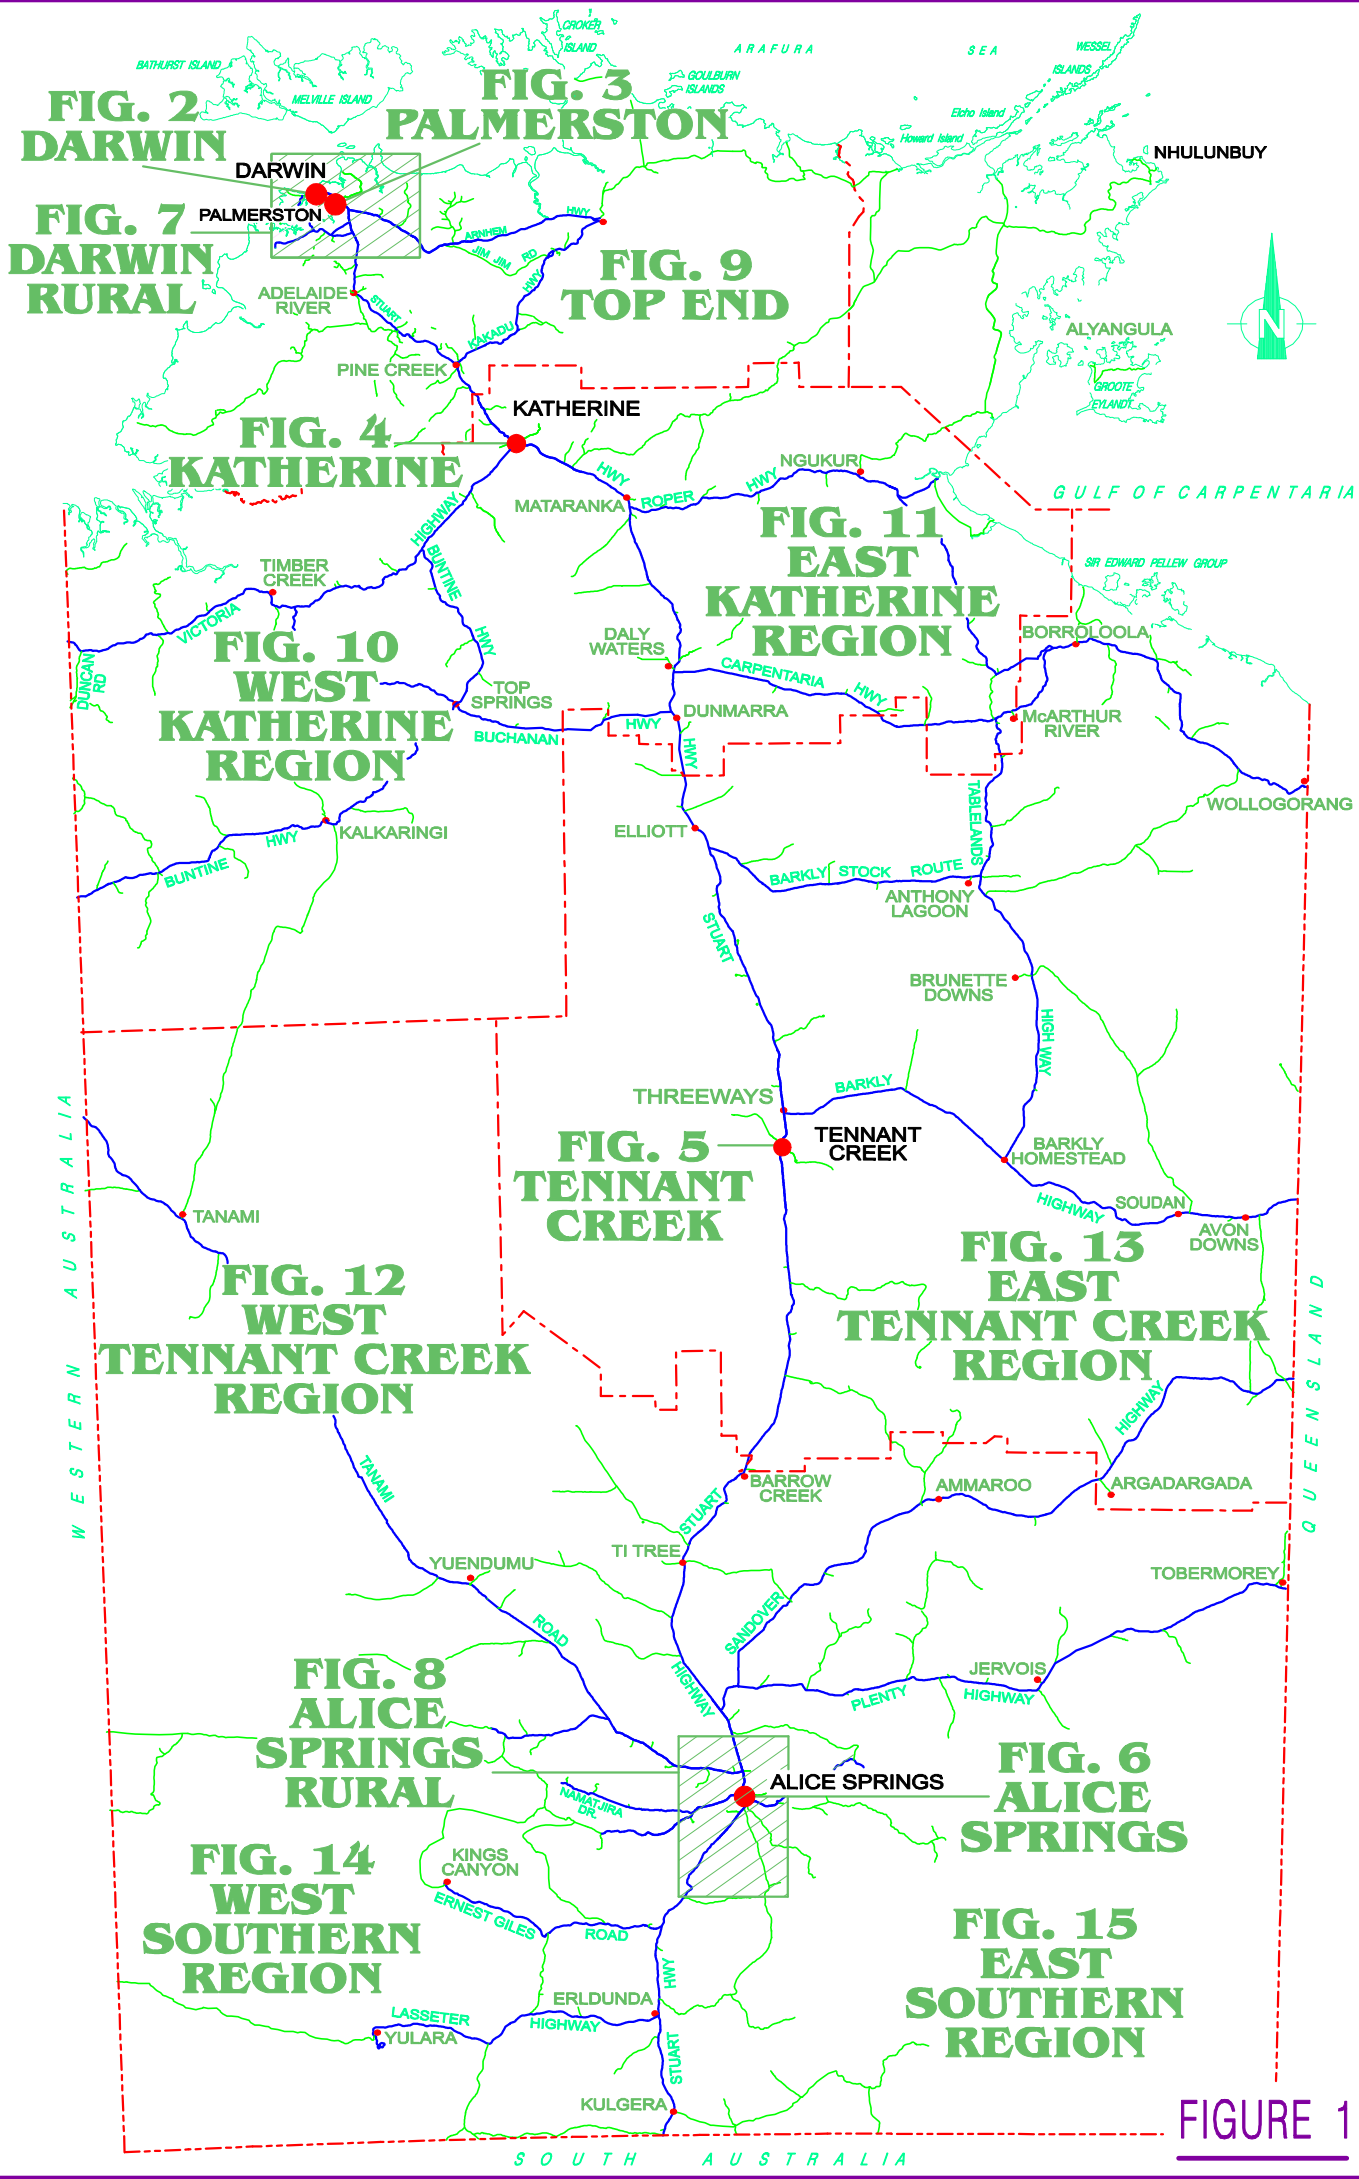 CROKER
ISLAND
ARAFURA SEA
WESSEL
ISLANDS
BATHURST ISLAND
MELVILLE ISLAND
GOULBURN
ISLANDS
Elcho Island
Howard Island
FIG. 2
DARWIN
FIG. 3
PALMERSTON
DARWIN
NHULUNBUY
PALMERSTON
FIG. 7
DARWIN
RURAL
ARNHEM
HWY
JIM JIM RD
FIG. 9
TOP END
ADELAIDE
RIVER
STUART
HWY
KAKADU
N
ALYANGULA
GROOTE
EYLANDT
PINE CREEK
KATHERINE
FIG. 4
KATHERINE
HWY
NGUKUR
MATARANKA
ROPER
HWY
GULF OF CARPENTARIA
HIGHWAY
FIG. 11
EAST
KATHERINE
REGION
BUNTINE
HWY
SIR EDWARD PELLEW GROUP
TIMBER
CREEK
VICTORIA
FIG. 10
WEST
KATHERINE
REGION
DUNCAN
RD
DALY
WATERS
CARPENTARIA
HWY
BORROLOOLA
TOP
SPRINGS
BUCHANAN
HWY
DUNMARRA
McARTHUR
RIVER
HWY
TABLELANDS
WOLLOGORANG
KALKARINGI
BUNTINE
HWY
ELLIOTT
BARKLY STOCK ROUTE
ANTHONY
LAGOON
STUART
BRUNETTE
DOWNS
HIGH WAY
THREEWAYS
BARKLY
TENNANT
CREEK
FIG. 5
TENNANT
CREEK
BARKLY
HOMESTEAD
HIGHWAY
SOUDAN
AVON
DOWNS
WESTERN AUSTRALIA
TANAMI
FIG. 12
WEST
TENNANT CREEK
REGION
FIG. 13
EAST
TENNANT CREEK
REGION
QUEENSLAND
HIGHWAY
TANAMI
BARROW
CREEK
AMMAROO
ARGADARGADA
STUART
TI TREE
YUENDUMU
TOBERMOREY
ROAD
SANDOVER
HIGHWAY
JERVOIS
PLENTY
HIGHWAY
FIG. 8
ALICE
SPRINGS
RURAL
ALICE SPRINGS
FIG. 6
ALICE
SPRINGS
NAMATJIRA
DR.
KINGS
CANYON
FIG. 14
WEST
SOUTHERN
REGION
ERNEST GILES
ROAD
FIG. 15
EAST
SOUTHERN
REGION
HWY
ERLDUNDA
LASSETER
HIGHWAY
YULARA
STUART
KULGERA
FIGURE 1
SOUTH AUSTRALIA